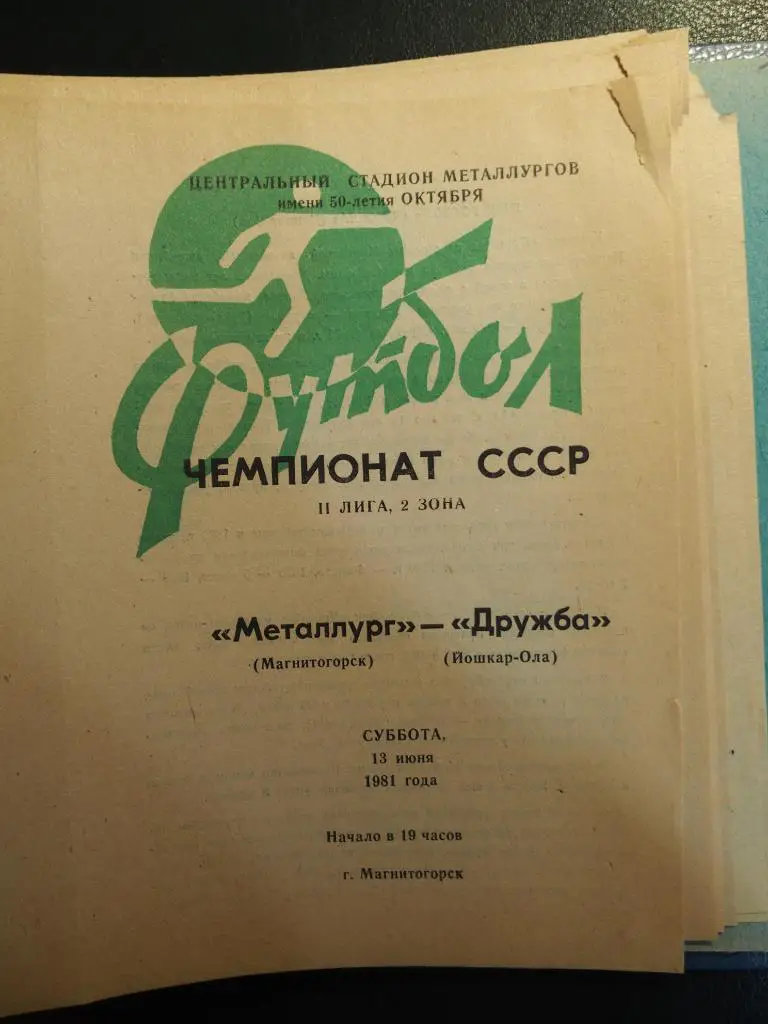 ЦЕНТРАЛЬНЫЙ СТАДИОН МЕТАЛЛУРГОВ
имени 50-летия ОКТЯБРЯ
Футбол
ЧЕМПИОНАТ СССР
II ЛИГА, 2 ЗОНА
«Металлург» — «Дружба»
(Магнитогорск) (Йошкар-Ола)
СУББОТА,
13 июня
1981 года
Начало в 19 часов
г. Магнитогорск